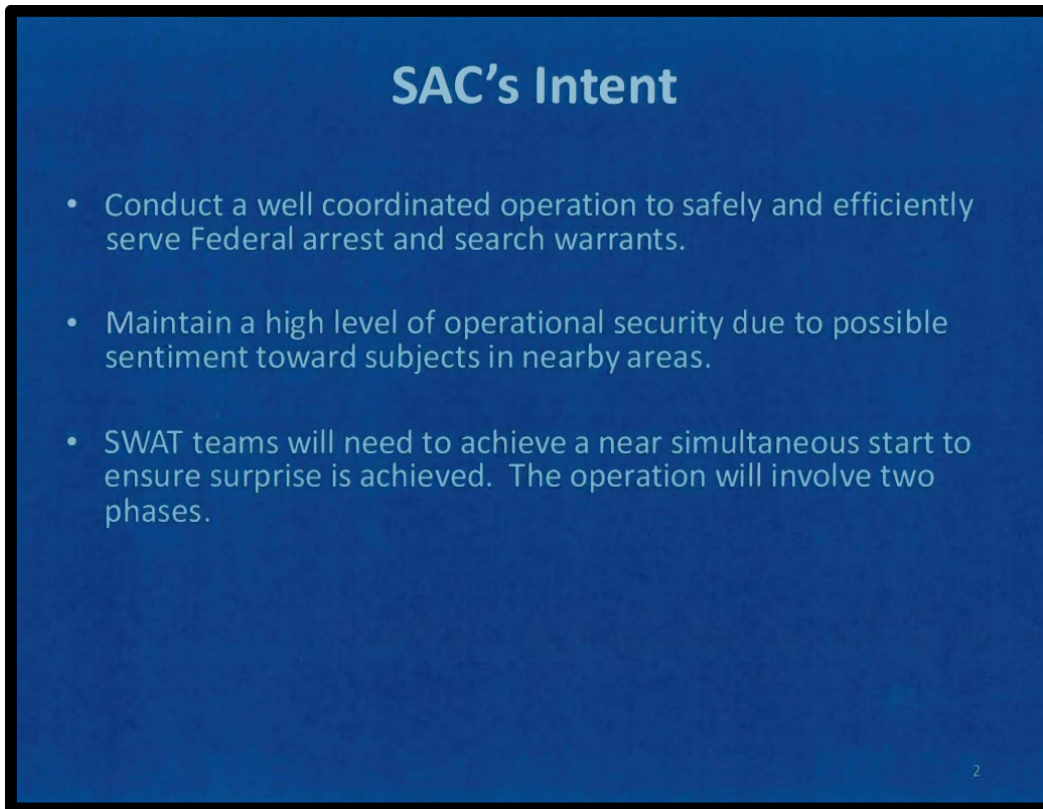 SAC's Intent
• Conduct a well coordinated operation to safely and efficiently
serve Federal arrest and search warrants.
• Maintain a high level of operational security due to possible
sentiment toward subjects in nearby areas.
• SWAT teams will need to achieve a near simultaneous start to
ensure surprise is achieved.  The operation will involve two
phases.
2